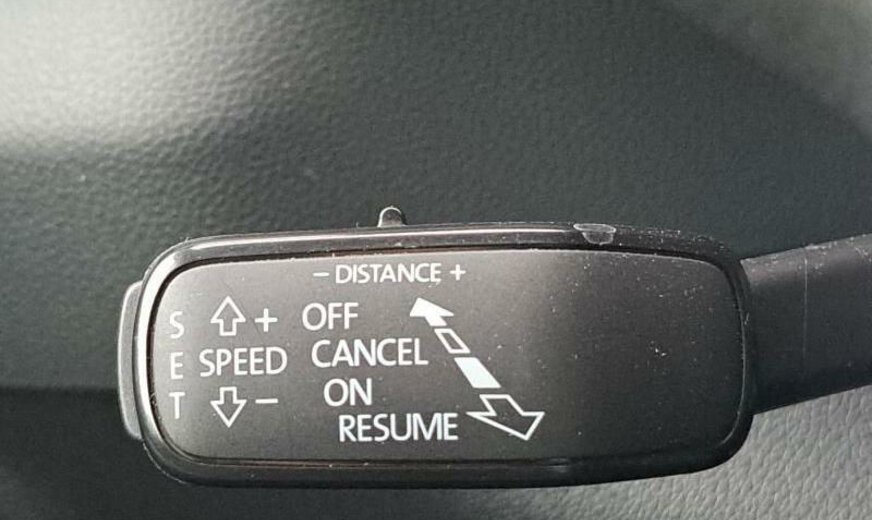 - DISTANCE +
S + OFF
E SPEED CANCEL
T - ON
RESUME